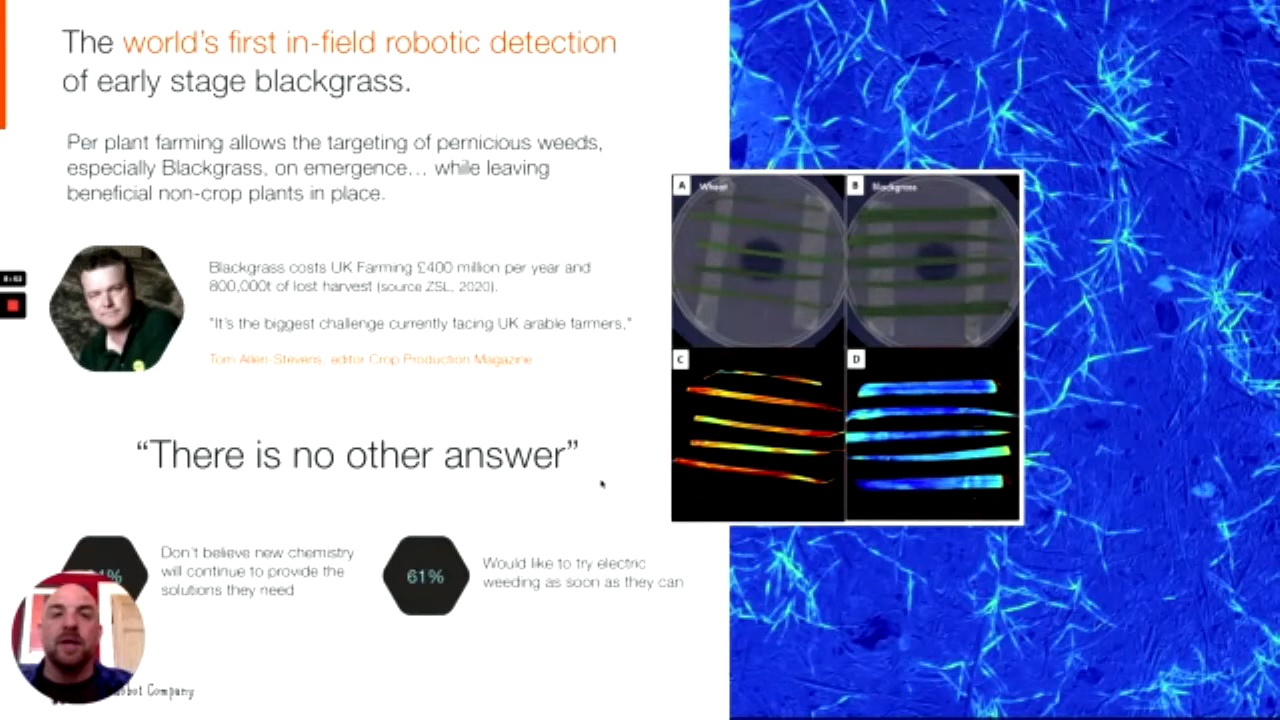 The world's first in-field robotic detection
of early stage blackgrass.
Per plant farming allows the targeting of pernicious weeds,
especially Blackgrass, on emergence... while leaving
beneficial non-crop plants in place.
Blackgrass costs UK Farming £400 million per year and
800,000t of lost harvest (source ZSL, 2020).
"It's the biggest challenge currently facing UK arable farmers,"
Tom Allen-Stevens, editor Crop Production Magazine
"There is no other answer"
Don't believe new chemistry
will continue to provide the
solutions they need
61%
Would like to try electric
weeding as soon as they can
Company
A Wheat
B Blackgrass
C
D